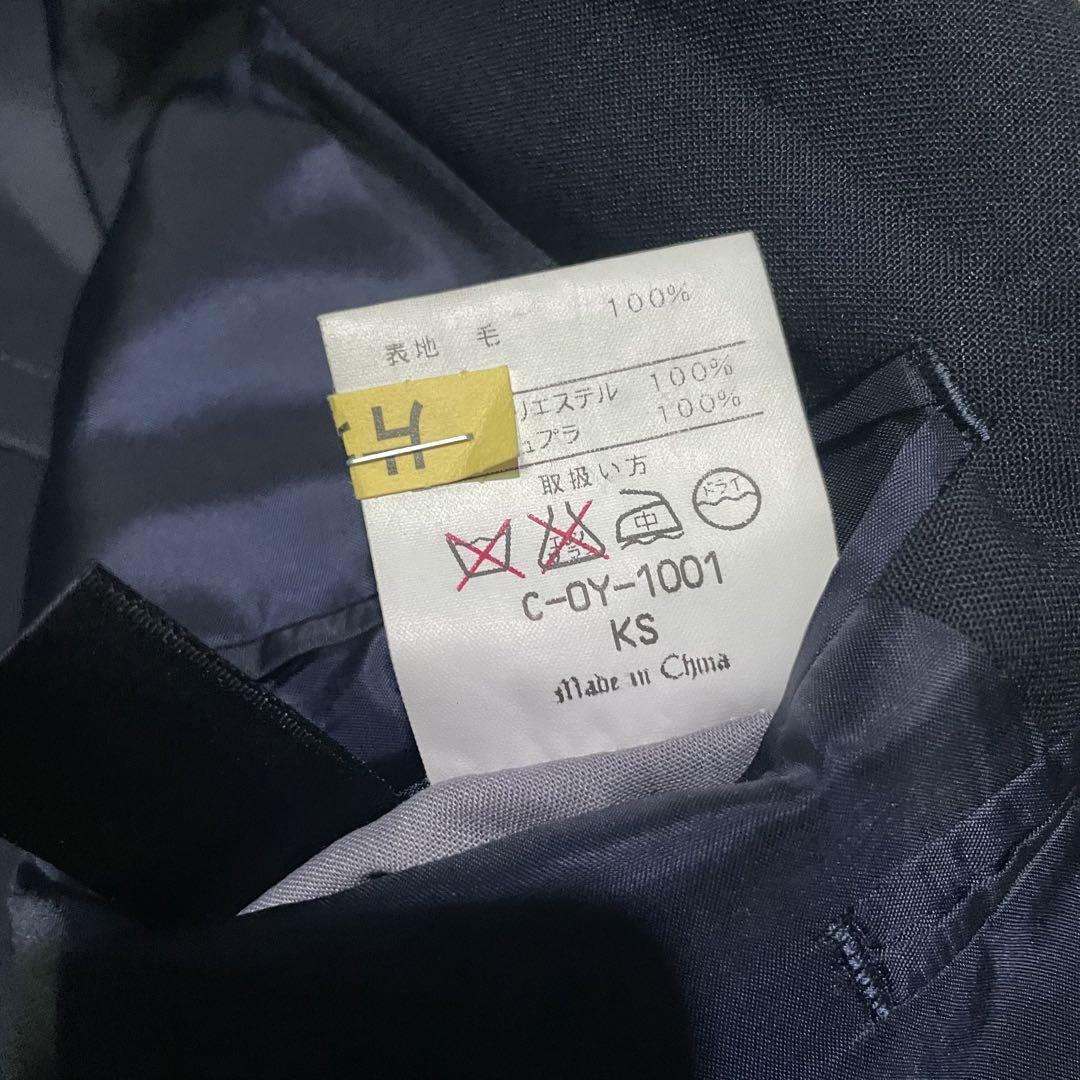 表地 毛 100%
リエステル 100%
ュプラ 100%
取扱い方
中 ドライ
C-OY-1001
KS
Made in China